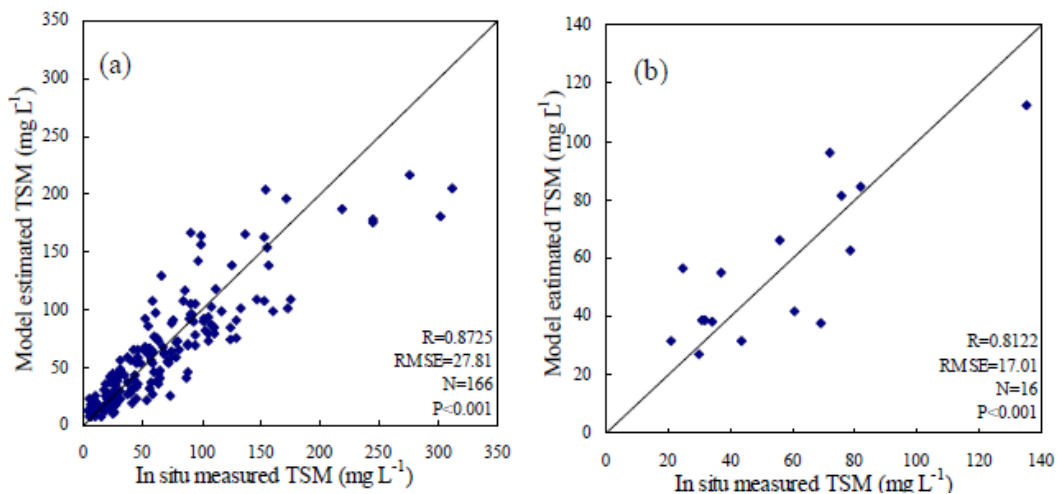 (a)
Model estimated TSM (mg L¹)
350
300
250
200
150
100
50
0
R=0.8725
RMSE=27.81
N=166
P<0.001
0 50 100 150 200 250 300 350
In situ measured TSM (mg L⁻¹)
(b)
Model eatimated TSM (mg L¹)
140
120
100
80
60
40
20
0
R=0.8122
RMSE=17.01
N=16
P<0.001
0 20 40 60 80 100 120 140
In situ measured TSM (mg L⁻¹)